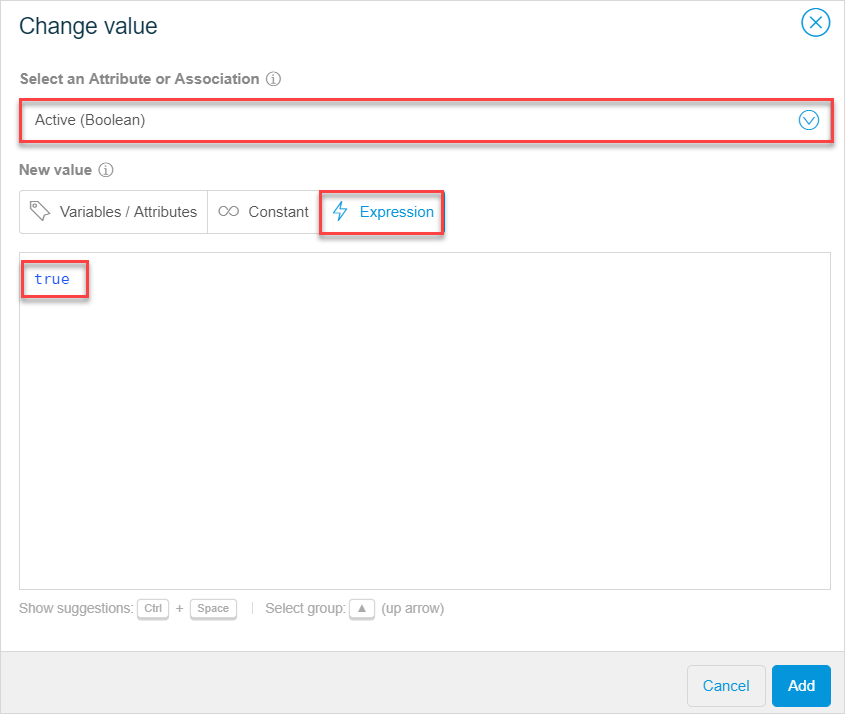 Change value
Select an Attribute or Association
Active (Boolean)
New value
Variables / Attributes Constant Expression
true
Show suggestions: Ctrl + Space Select group: ▲ (up arrow)
Cancel Add